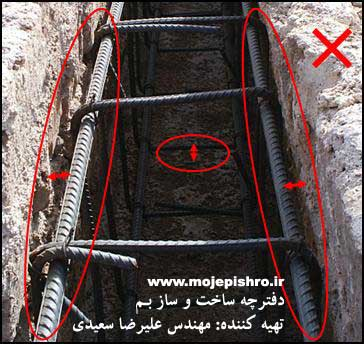 www.mojepishro.ir
دفترچه ساخت و ساز بم
تهیه کننده: مهندس علیرضا سعیدی